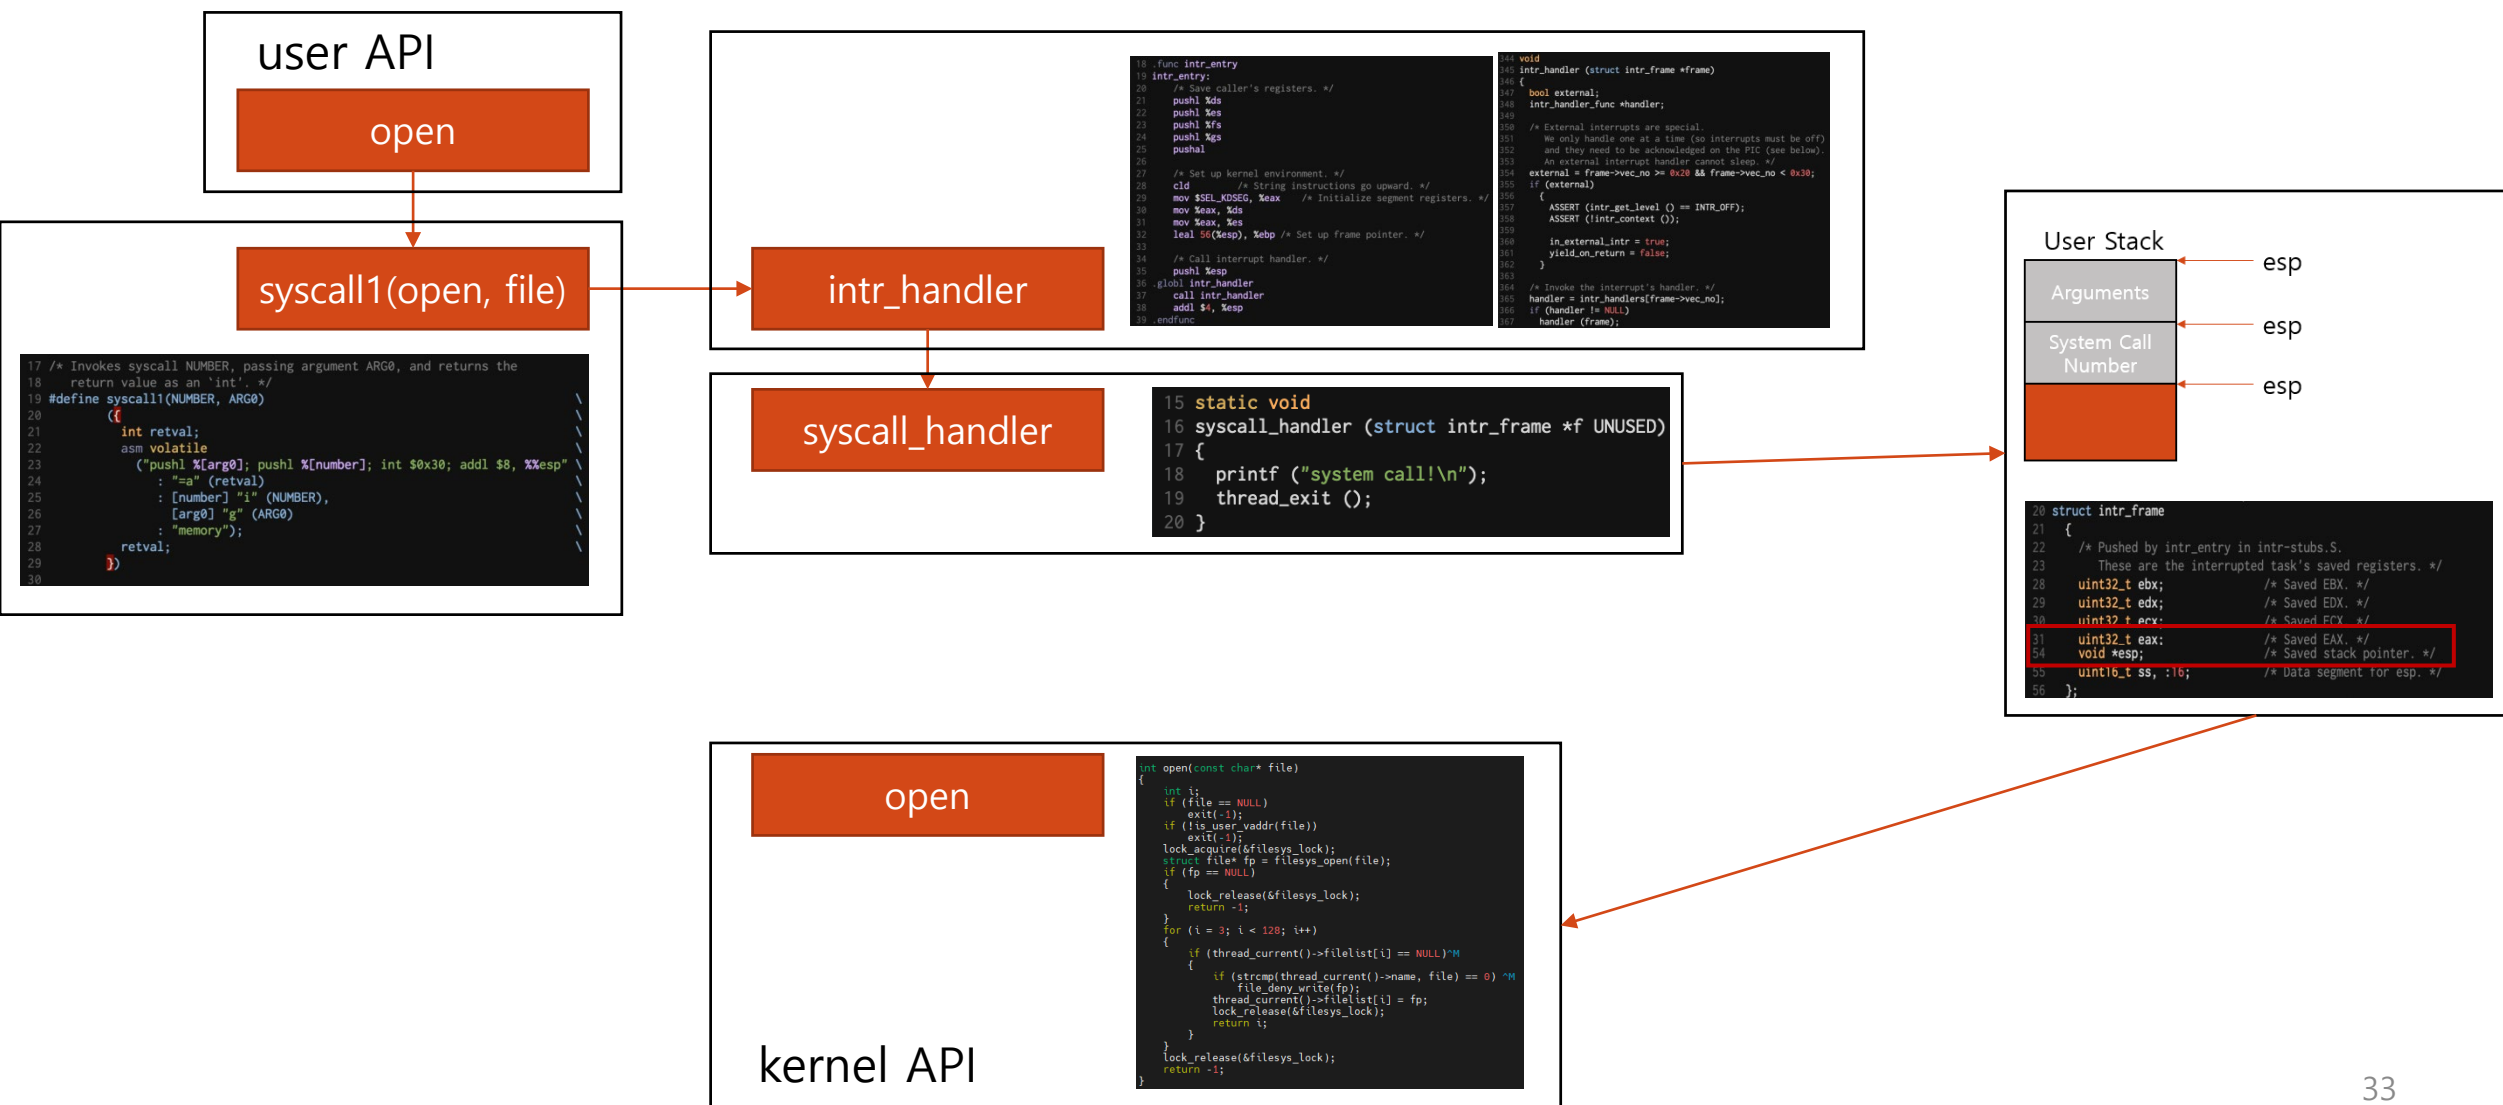 user API
open
syscall1(open, file)
17 /* Invokes syscall NUMBER, passing argument ARG0, and returns the
18    return value as an `int'. */
19 #define syscall1(NUMBER, ARG0) \
20         ({ \
21           int retval; \
22           asm volatile \
23             ("pushl %[arg0]; pushl %[number]; int $0x30; addl $8, %%esp" \
24                : "=a" (retval) \
25                : [number] "i" (NUMBER), \
26                  [arg0] "g" (ARG0) \
27                : "memory"); \
28           retval; \
29         })
30
intr_handler
18 .func intr_entry
19 intr_entry:
20     /* Save caller's registers. */
21     pushl %ds
22     pushl %es
23     pushl %fs
24     pushl %gs
25     pushal
26
27     /* Set up kernel environment. */
28     cld        /* String instructions go upward. */
29     mov $SEL_KDSEG, %eax    /* Initialize segment registers. */
30     mov %eax, %ds
31     mov %eax, %es
32     leal 56(%esp), %ebp /* Set up frame pointer. */
33
34     /* Call interrupt handler. */
35     pushl %esp
36 .globl intr_handler
37     call intr_handler
38     addl $4, %esp
39 .endfunc
344 void
345 intr_handler (struct intr_frame *frame)
346 {
347   bool external;
348   intr_handler_func *handler;
349
350   /* External interrupts are special.
351      We only handle one at a time (so interrupts must be off)
352      and they need to be acknowledged on the PIC (see below).
353      An external interrupt handler cannot sleep. */
354   external = frame->vec_no >= 0x20 && frame->vec_no < 0x30;
355   if (external)
356     {
357       ASSERT (intr_get_level () == INTR_OFF);
358       ASSERT (!intr_context ());
359
360       in_external_intr = true;
361       yield_on_return = false;
362     }
363
364   /* Invoke the interrupt's handler. */
365   handler = intr_handlers[frame->vec_no];
366   if (handler != NULL)
367     handler (frame);
syscall_handler
15 static void
16 syscall_handler (struct intr_frame *f UNUSED)
17 {
18   printf ("system call!\n");
19   thread_exit ();
20 }
User Stack
esp
Arguments
esp
System Call
Number
esp
20 struct intr_frame
21   {
22     /* Pushed by intr_entry in intr-stubs.S.
23        These are the interrupted task's saved registers. */
28     uint32_t ebx;               /* Saved EBX. */
29     uint32_t edx;               /* Saved EDX. */
30     uint32_t ecx;               /* Saved ECX. */
31     uint32_t eax;               /* Saved EAX. */
54     void *esp;                  /* Saved stack pointer. */
55     uint16_t ss, :16;           /* Data segment for esp. */
56   };
open
int open(const char* file)
{
    int i;
    if (file == NULL)
        exit(-1);
    if (!is_user_vaddr(file))
        exit(-1);
    lock_acquire(&filesys_lock);
    struct file* fp = filesys_open(file);
    if (fp == NULL)
    {
        lock_release(&filesys_lock);
        return -1;
    }
    for (i = 3; i < 128; i++)
    {
        if (thread_current()->filelist[i] == NULL)^M
        {
            if (strcmp(thread_current()->name, file) == 0) ^M
                file_deny_write(fp);
            thread_current()->filelist[i] = fp;
            lock_release(&filesys_lock);
            return i;
        }
    }
    lock_release(&filesys_lock);
    return -1;
}
kernel API
33